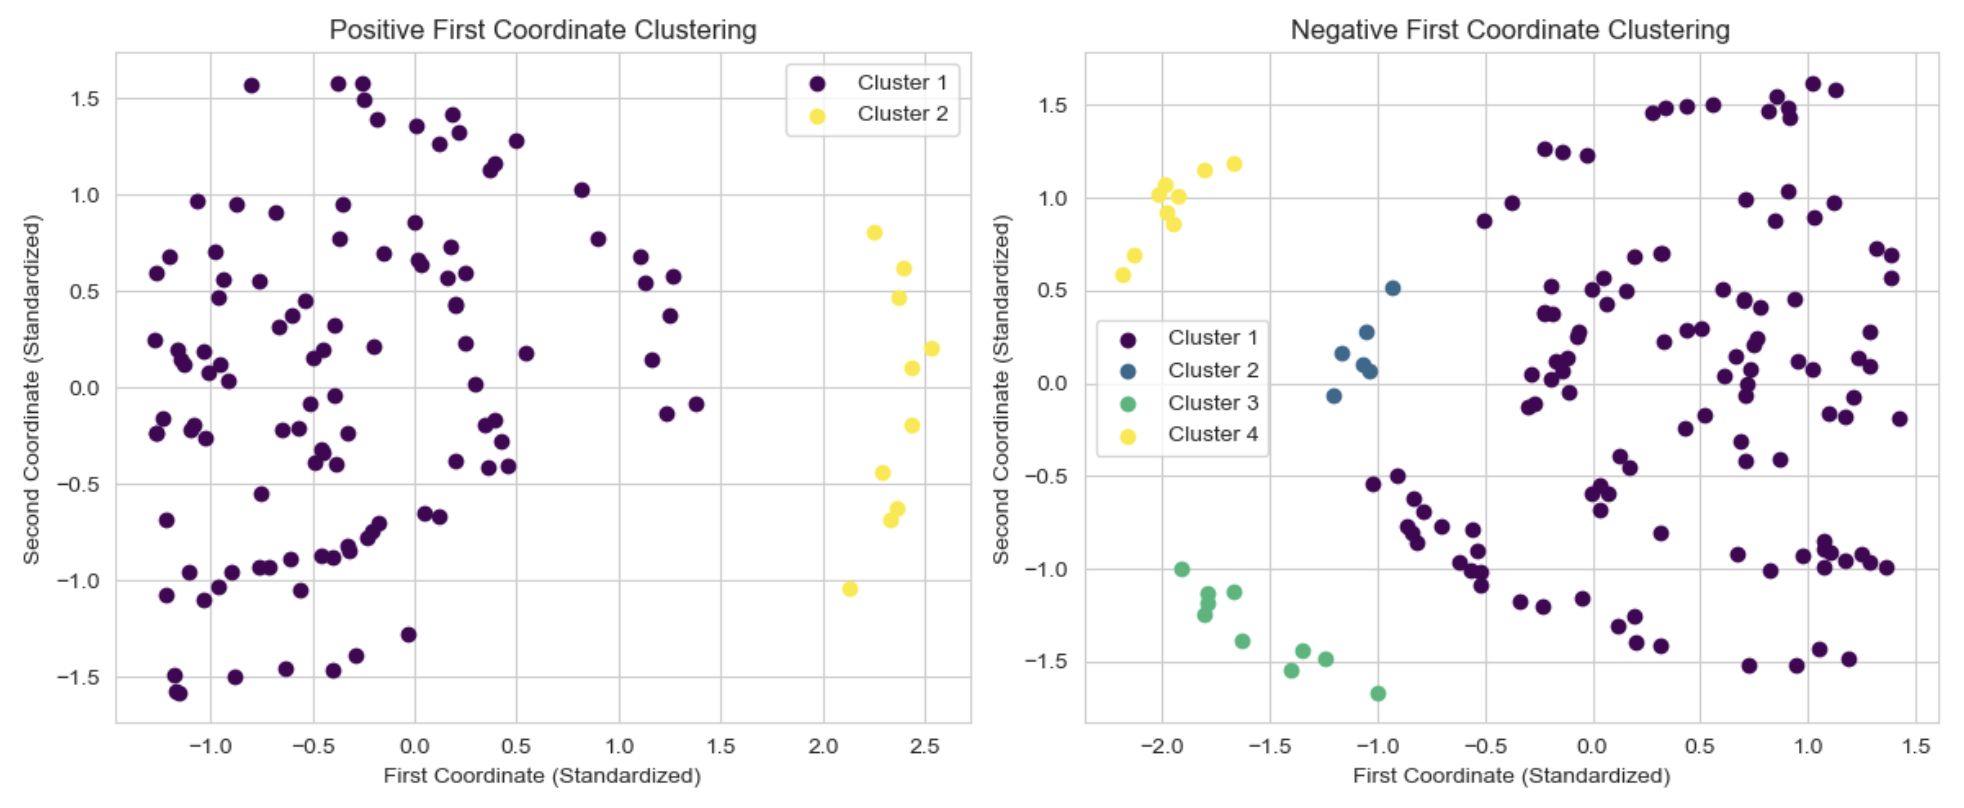 Positive First Coordinate Clustering
Cluster 1
Cluster 2
1.5
1.0
0.5
0.0
−0.5
−1.0
−1.5
Second Coordinate (Standardized)
−1.0
−0.5
0.0
0.5
1.0
1.5
2.0
2.5
First Coordinate (Standardized)
Negative First Coordinate Clustering
1.5
1.0
0.5
0.0
−0.5
−1.0
−1.5
Second Coordinate (Standardized)
Cluster 1
Cluster 2
Cluster 3
Cluster 4
−2.0
−1.5
−1.0
−0.5
0.0
0.5
1.0
1.5
First Coordinate (Standardized)